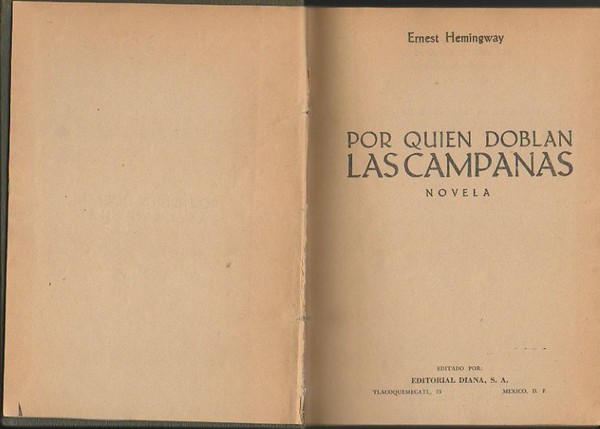 Ernest Hemingway
POR QUIEN DOBLAN
LAS CAMPANAS
NOVELA
EDITADO POR:
EDITORIAL DIANA, S. A.
TLACOQUEMECATL, 73 MEXICO, D. F.